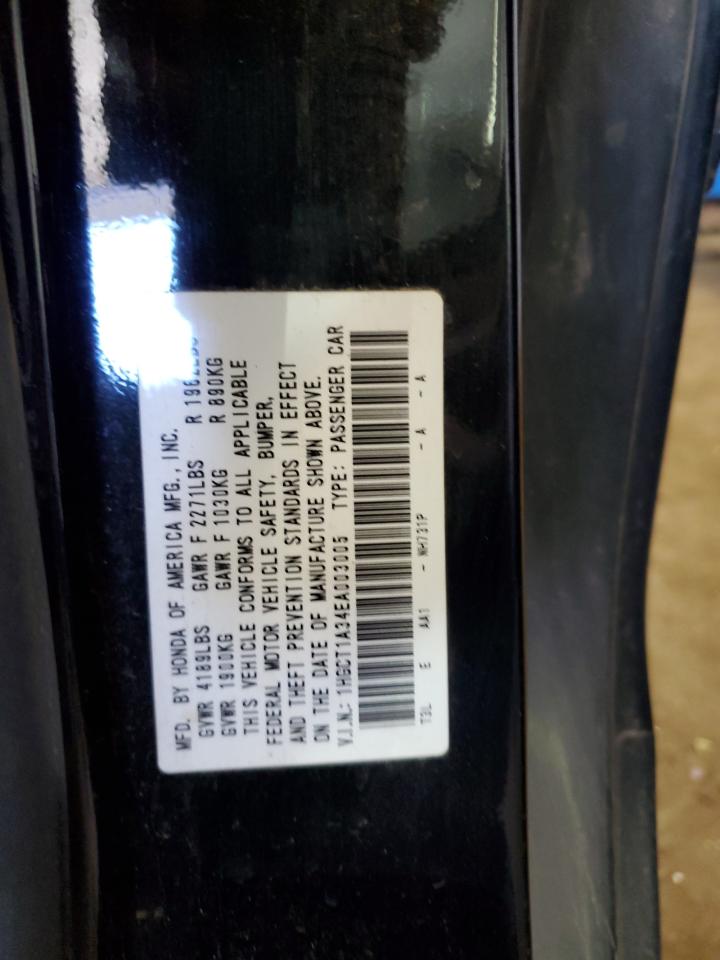 MFD. BY HONDA OF AMERICA MFG., INC.
GVWR 4189LBS GAWR F 2271LBS R
GVWR 1900KG GAWR F 1030KG R 890KG
THIS VEHICLE CONFORMS TO ALL APPLICABLE
FEDERAL MOTOR VEHICLE SAFETY, BUMPER,
AND THEFT PREVENTION STANDARDS IN EFFECT
ON THE DATE OF MANUFACTURE SHOWN ABOVE.
V.I.N.: 1HGCT1A34EA003005 TYPE: PASSENGER CAR
T3L E AA1 - NH731P - A - A